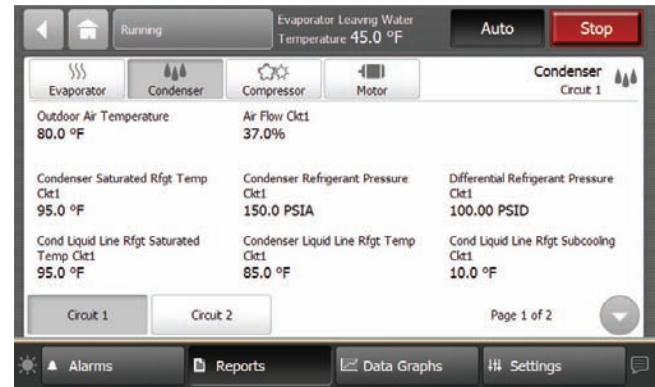 Running
Evaporator Leaving Water
Temperature 45.0 °F
Auto
Stop
Evaporator
Condenser
Compressor
Motor
Condenser
Circuit 1
Outdoor Air Temperature
80.0 °F
Air Flow Ckt1
37.0%
Condenser Saturated Rfgt Temp
Ckt1
95.0 °F
Condenser Refrigerant Pressure
Ckt1
150.0 PSIA
Differential Refrigerant Pressure
Ckt1
100.00 PSID
Cond Liquid Line Rfgt Saturated
Temp Ckt1
95.0 °F
Condenser Liquid Line Rfgt Temp
Ckt1
85.0 °F
Cond Liquid Line Rfgt Subcooling
Ckt1
10.0 °F
Circuit 1
Circuit 2
Page 1 of 2
Alarms
Reports
Data Graphs
Settings